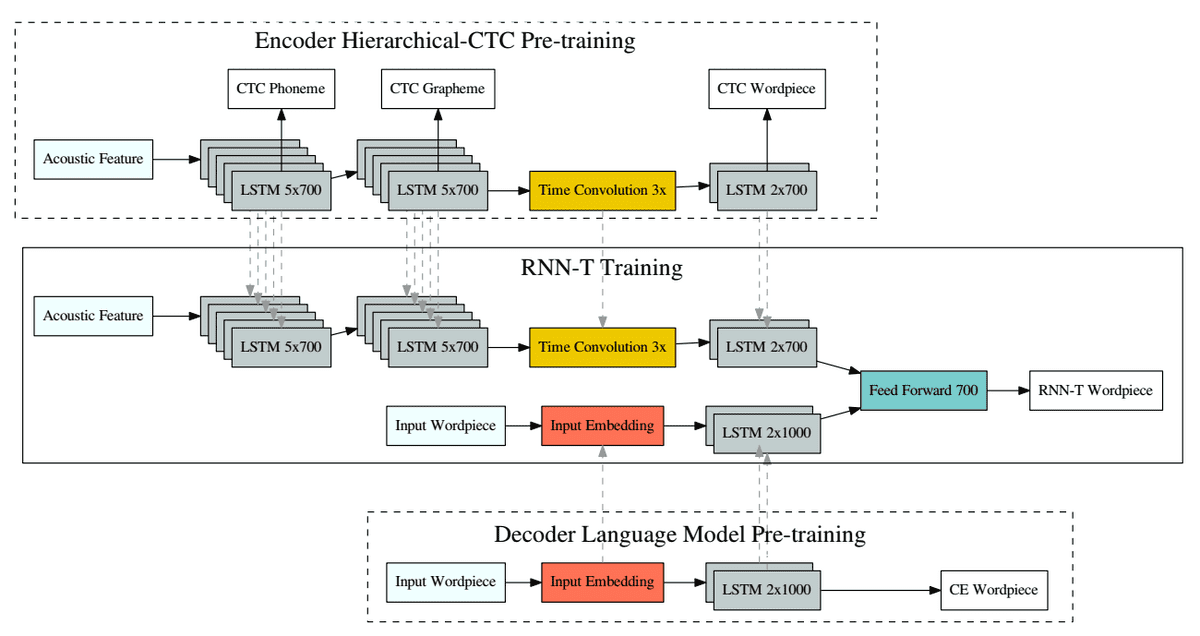 Encoder Hierarchical-CTC Pre-training
CTC Phoneme
CTC Grapheme
CTC Wordpiece
Acoustic Feature
LSTM 5x700
LSTM 5x700
Time Convolution 3x
LSTM 2x700
RNN-T Training
Acoustic Feature
LSTM 5x700
LSTM 5x700
Time Convolution 3x
LSTM 2x700
Feed Forward 700
RNN-T Wordpiece
Input Wordpiece
Input Embedding
LSTM 2x1000
Decoder Language Model Pre-training
Input Wordpiece
Input Embedding
LSTM 2x1000
CE Wordpiece